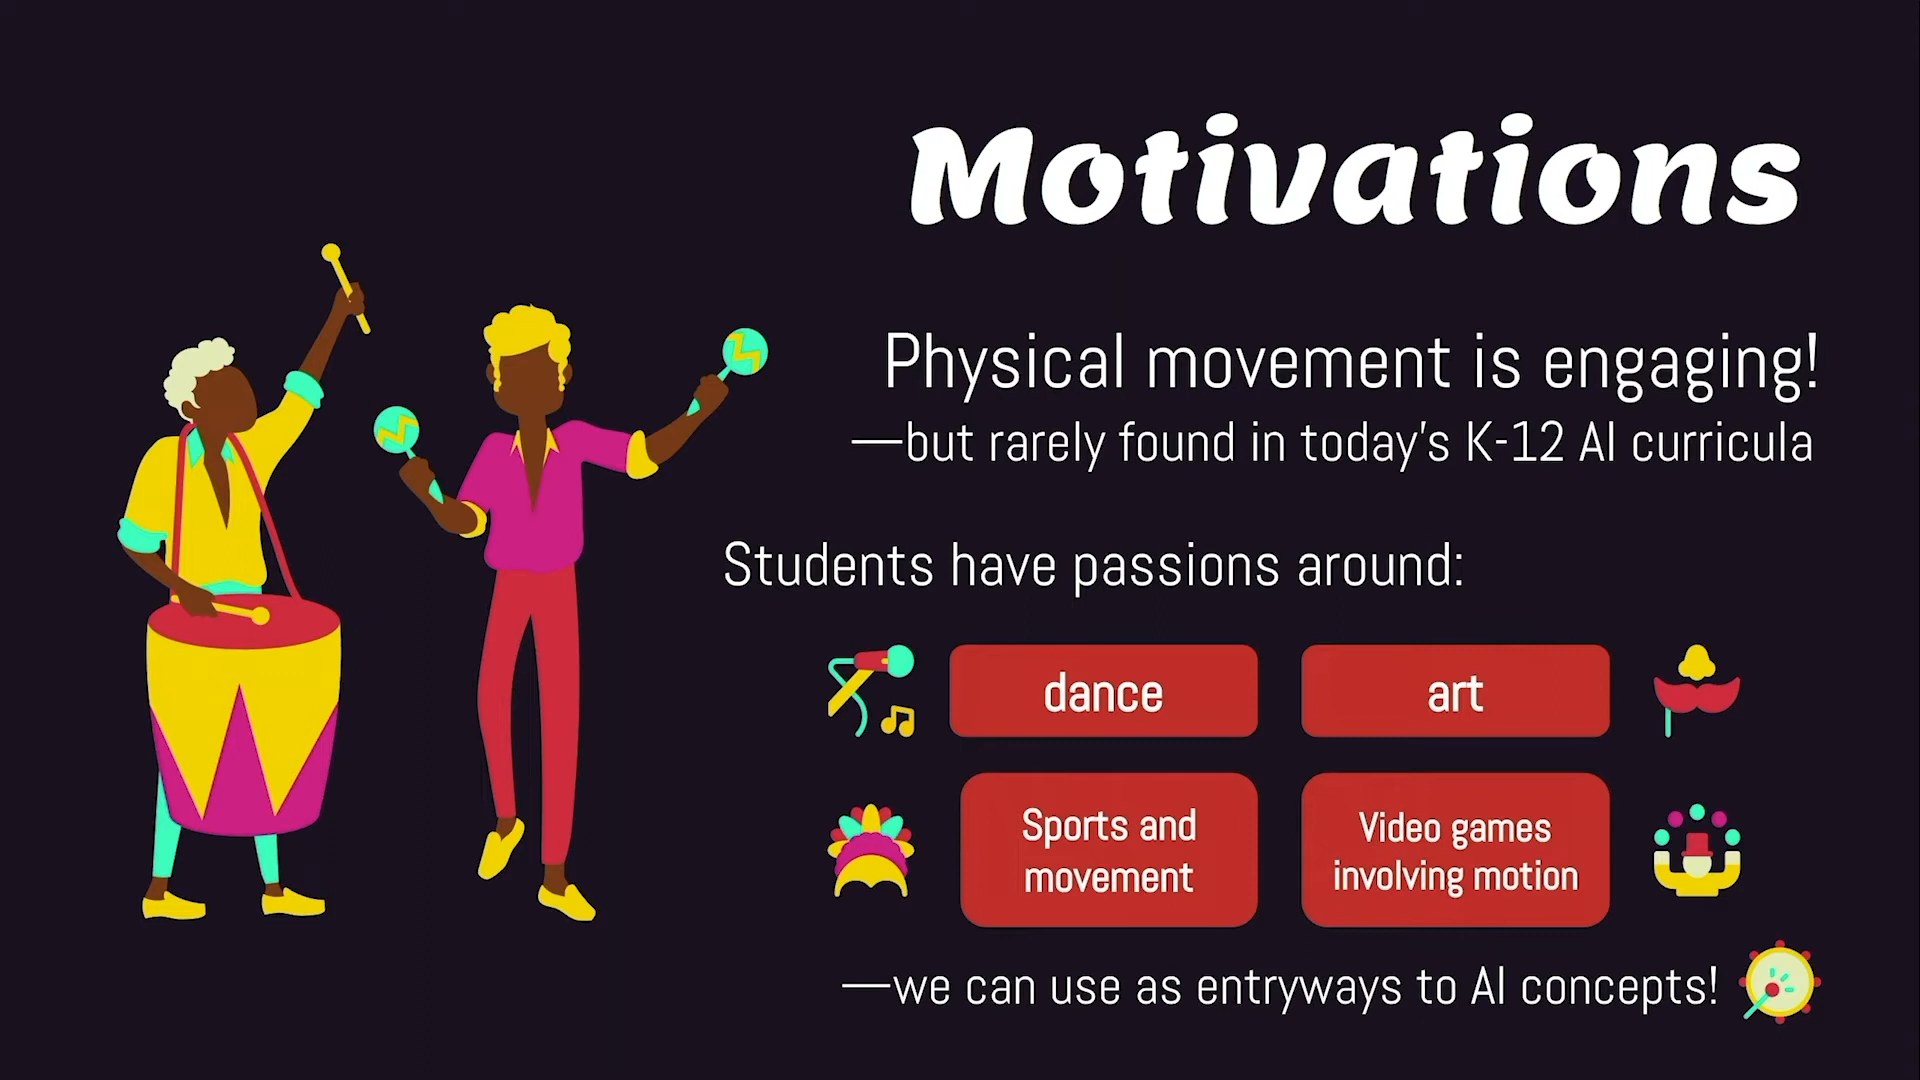 Motivations
Physical movement is engaging!
—but rarely found in today's K-12 AI curricula
Students have passions around:
dance
art
Sports and
movement
Video games
involving motion
—we can use as entryways to AI concepts!